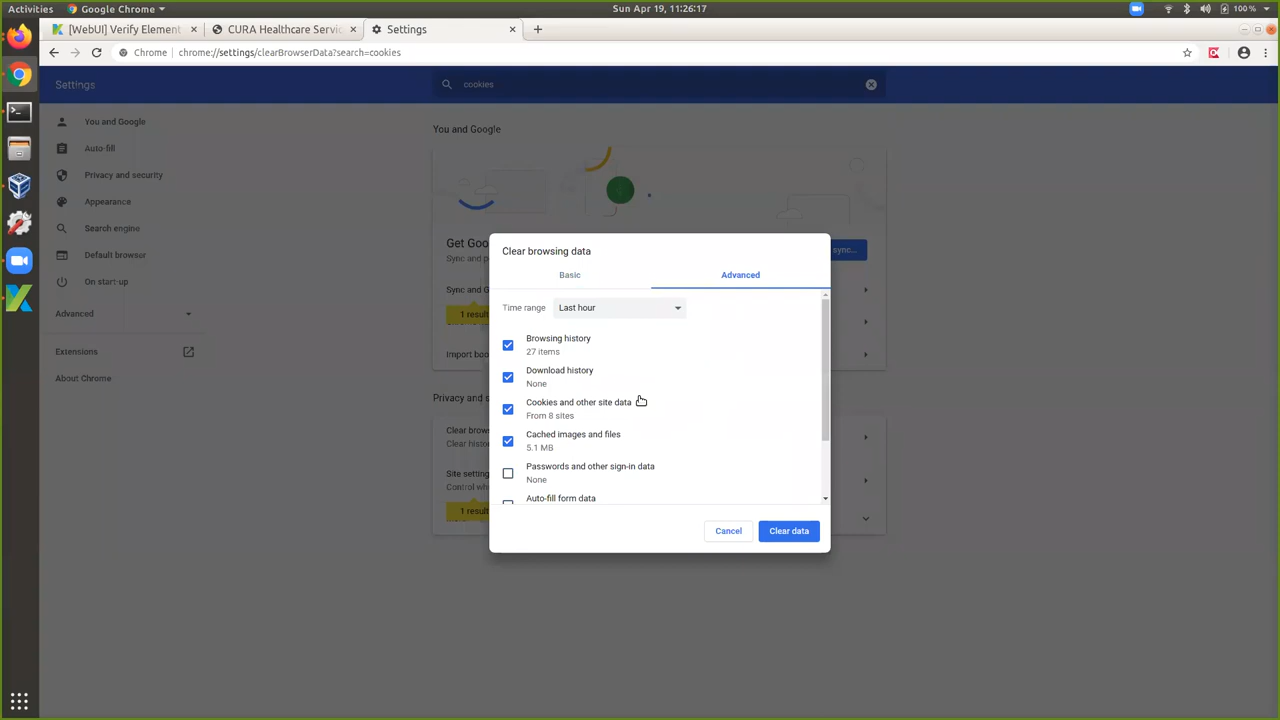 Activities
Google Chrome
Sun Apr 19, 11:26:17
100 %
[WebUI] Verify Element
CURA Healthcare Servic
Settings
Chrome
chrome://settings/clearBrowserData?search=cookies
Settings
cookies
You and Google
Auto-fill
Privacy and security
Appearance
Search engine
Default browser
On start-up
Advanced
Extensions
About Chrome
You and Google
Get Goo
Sync and p
sync...
Sync and G
1 result
Import boo
Privacy and s
Clear brows
Clear histor
Site setting
Control wh
1 result
Clear browsing data
Basic
Advanced
Time range
Last hour
Browsing history
27 items
Download history
None
Cookies and other site data
From 8 sites
Cached images and files
5.1 MB
Passwords and other sign-in data
None
Auto-fill form data
Cancel
Clear data